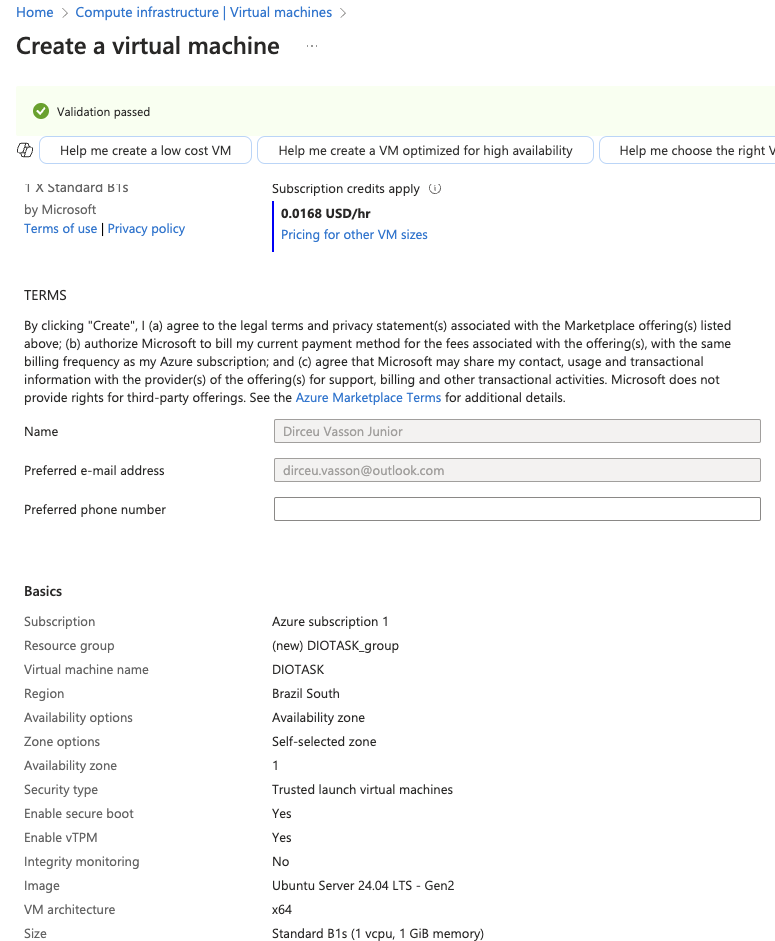 Home > Compute infrastructure | Virtual machines >
Create a virtual machine ...
Validation passed
Help me create a low cost VM Help me create a VM optimized for high availability Help me choose the right V
1 X Standard B1s Subscription credits apply
by Microsoft 0.0168 USD/hr
Terms of use | Privacy policy Pricing for other VM sizes
TERMS
By clicking "Create", I (a) agree to the legal terms and privacy statement(s) associated with the Marketplace offering(s) listed
above; (b) authorize Microsoft to bill my current payment method for the fees associated with the offering(s), with the same
billing frequency as my Azure subscription; and (c) agree that Microsoft may share my contact, usage and transactional
information with the provider(s) of the offering(s) for support, billing and other transactional activities. Microsoft does not
provide rights for third-party offerings. See the Azure Marketplace Terms for additional details.
Name Dirceu Vasson Junior
Preferred e-mail address dirceu.vasson@outlook.com
Preferred phone number
Basics
Subscription Azure subscription 1
Resource group (new) DIOTASK_group
Virtual machine name DIOTASK
Region Brazil South
Availability options Availability zone
Zone options Self-selected zone
Availability zone 1
Security type Trusted launch virtual machines
Enable secure boot Yes
Enable vTPM Yes
Integrity monitoring No
Image Ubuntu Server 24.04 LTS - Gen2
VM architecture x64
Size Standard B1s (1 vcpu, 1 GiB memory)